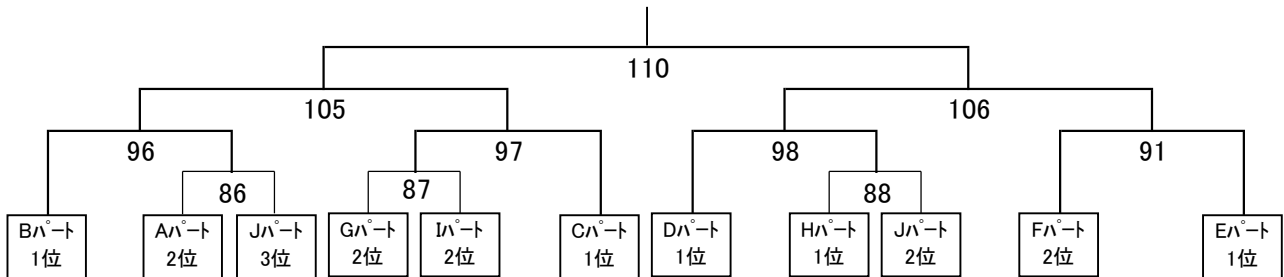 110
105
106
96
97
98
91
86
87
88
Bパート
1位
Aパート
2位
Jパート
3位
Gパート
2位
Iパート
2位
Cパート
1位
Dパート
1位
Hパート
1位
Jパート
2位
Fパート
2位
Eパート
1位